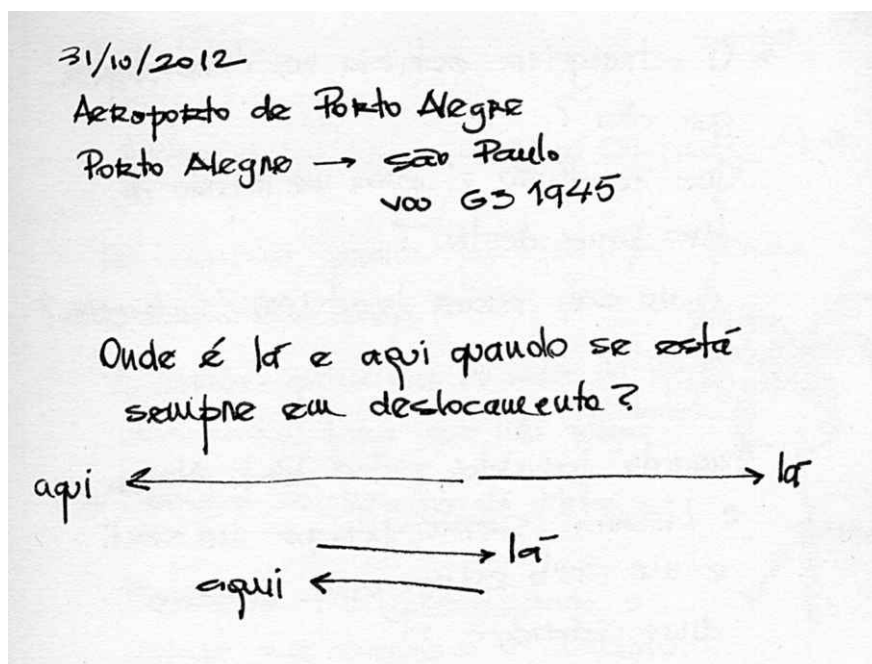 31/10/2012
Aeroporto de Porto Alegre
Porto Alegre → são Paulo
voo G3 1945
Onde é lá e aqui quando se está
sempre em deslocamento?
aqui ← → lá
→ lá
aqui ←